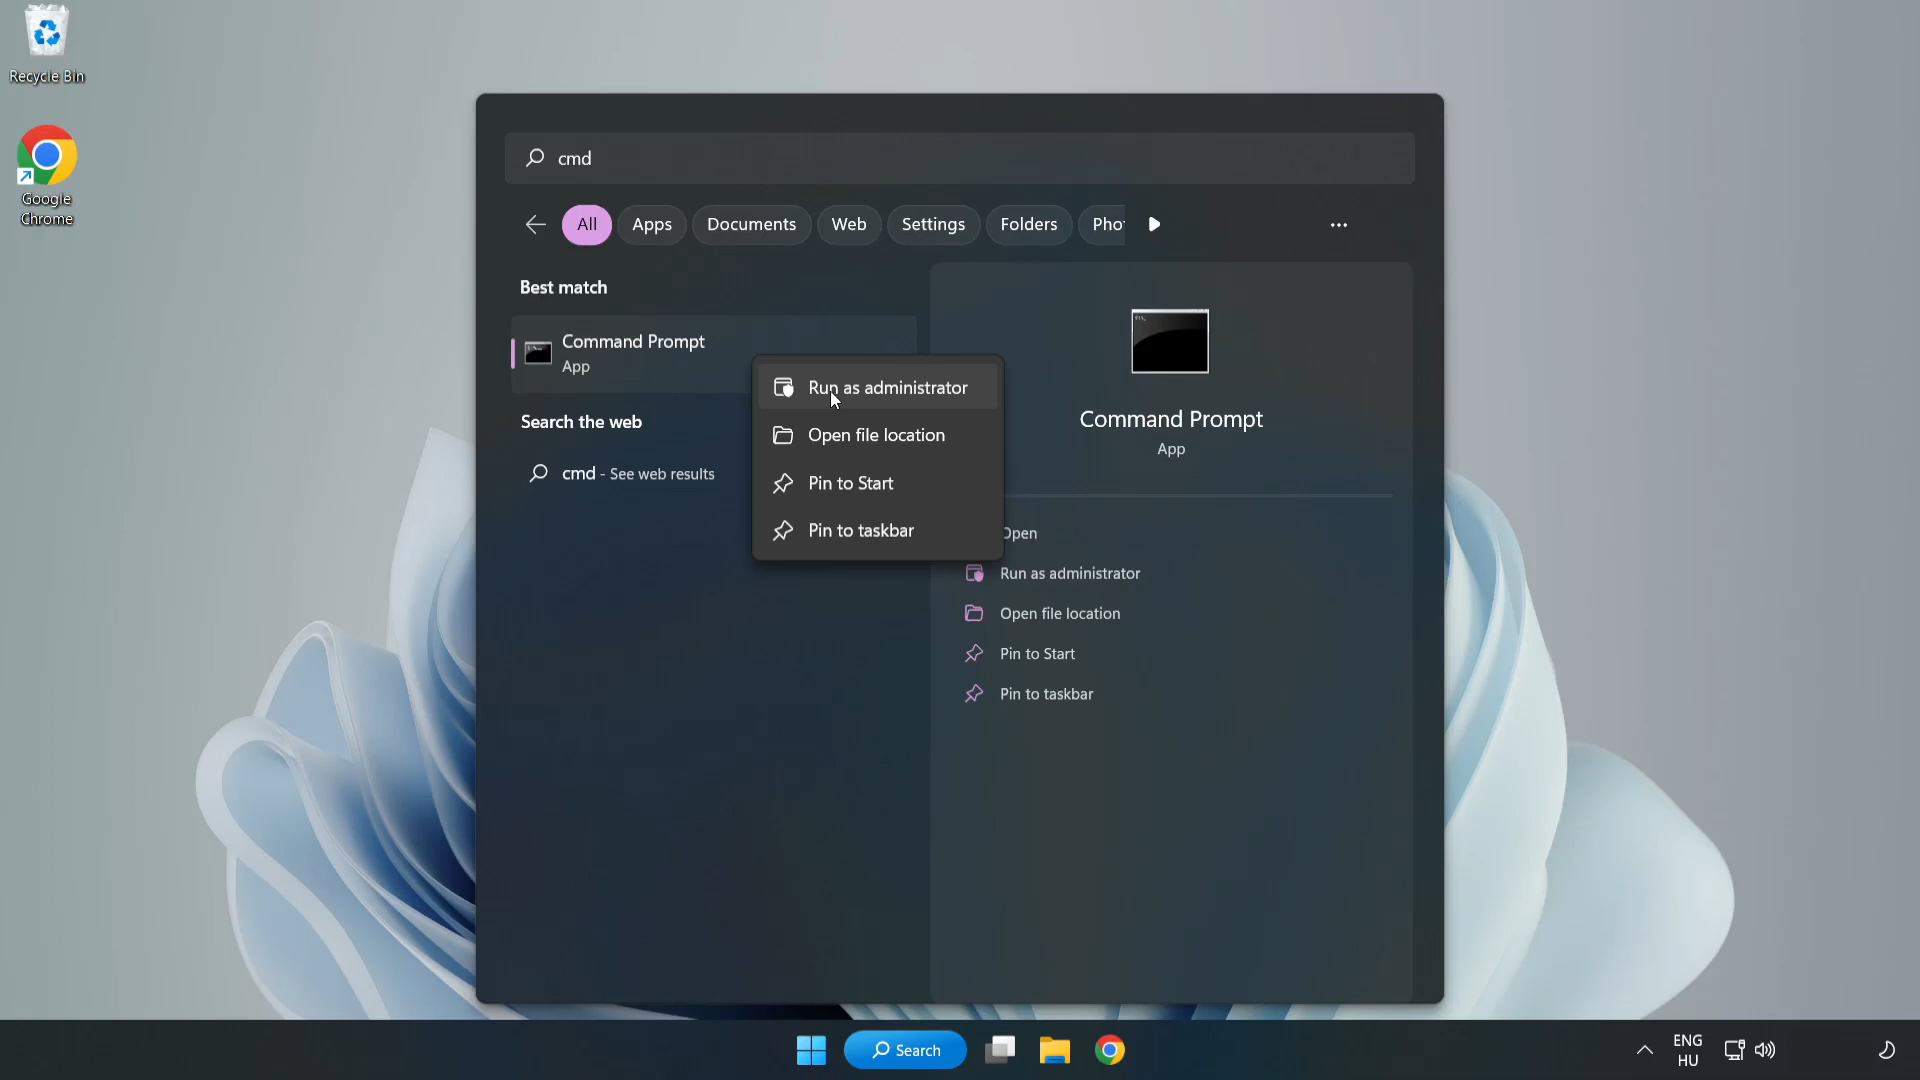 Recycle Bin
Google
Chrome
cmd
All
Apps
Documents
Web
Settings
Folders
Pho
Best match
Command Prompt
App
Search the web
cmd - See web results
Run as administrator
Open file location
Pin to Start
Pin to taskbar
Command Prompt
App
Open
Run as administrator
Open file location
Pin to Start
Pin to taskbar
Search
ENG
HU